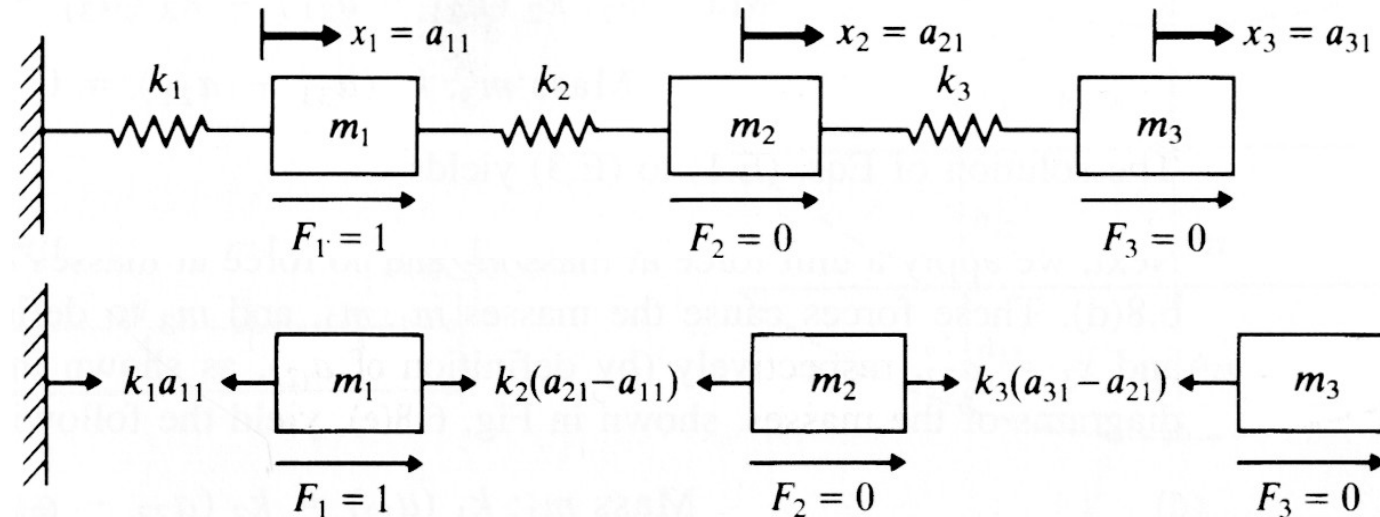 x₁ = a₁₁ x₂ = a₂₁ x₃ = a₃₁
k₁ k₂ k₃
m₁ m₂ m₃
F₁ = 1 F₂ = 0 F₃ = 0
k₁a₁₁ m₁ k₂(a₂₁−a₁₁) m₂ k₃(a₃₁−a₂₁) m₃
F₁ = 1 F₂ = 0 F₃ = 0